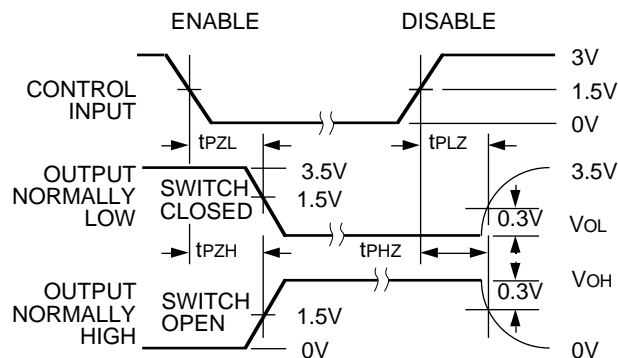 ENABLE DISABLE
3V
CONTROL
INPUT
1.5V
0V
tPZL tPLZ
OUTPUT
NORMALLY
LOW
SWITCH
CLOSED
3.5V
1.5V
3.5V
0.3V
VOL
tPZH tPHZ
VOH
OUTPUT
NORMALLY
HIGH
SWITCH
OPEN
0.3V
1.5V
0V
0V